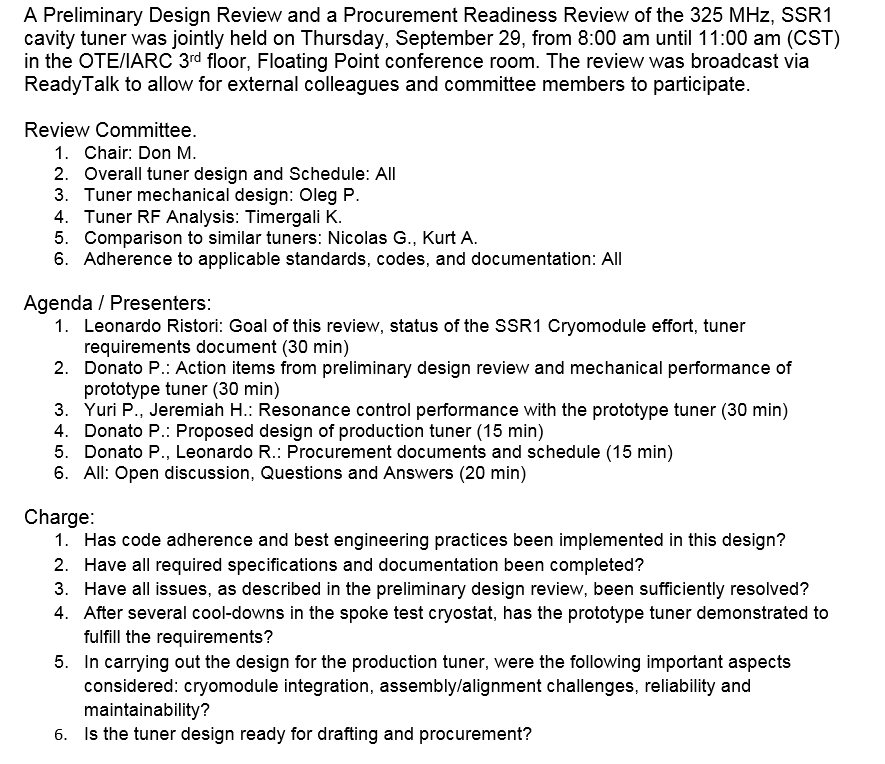 A Preliminary Design Review and a Procurement Readiness Review of the 325 MHz, SSR1
cavity tuner was jointly held on Thursday, September 29, from 8:00 am until 11:00 am (CST)
in the OTE/IARC 3rd floor, Floating Point conference room. The review was broadcast via
ReadyTalk to allow for external colleagues and committee members to participate.
Review Committee.
1. Chair: Don M.
2. Overall tuner design and Schedule: All
3. Tuner mechanical design: Oleg P.
4. Tuner RF Analysis: Timergali K.
5. Comparison to similar tuners: Nicolas G., Kurt A.
6. Adherence to applicable standards, codes, and documentation: All
Agenda / Presenters:
1. Leonardo Ristori: Goal of this review, status of the SSR1 Cryomodule effort, tuner
requirements document (30 min)
2. Donato P.: Action items from preliminary design review and mechanical performance of
prototype tuner (30 min)
3. Yuri P., Jeremiah H.: Resonance control performance with the prototype tuner (30 min)
4. Donato P.: Proposed design of production tuner (15 min)
5. Donato P., Leonardo R.: Procurement documents and schedule (15 min)
6. All: Open discussion, Questions and Answers (20 min)
Charge:
1. Has code adherence and best engineering practices been implemented in this design?
2. Have all required specifications and documentation been completed?
3. Have all issues, as described in the preliminary design review, been sufficiently resolved?
4. After several cool-downs in the spoke test cryostat, has the prototype tuner demonstrated to
fulfill the requirements?
5. In carrying out the design for the production tuner, were the following important aspects
considered: cryomodule integration, assembly/alignment challenges, reliability and
maintainability?
6. Is the tuner design ready for drafting and procurement?